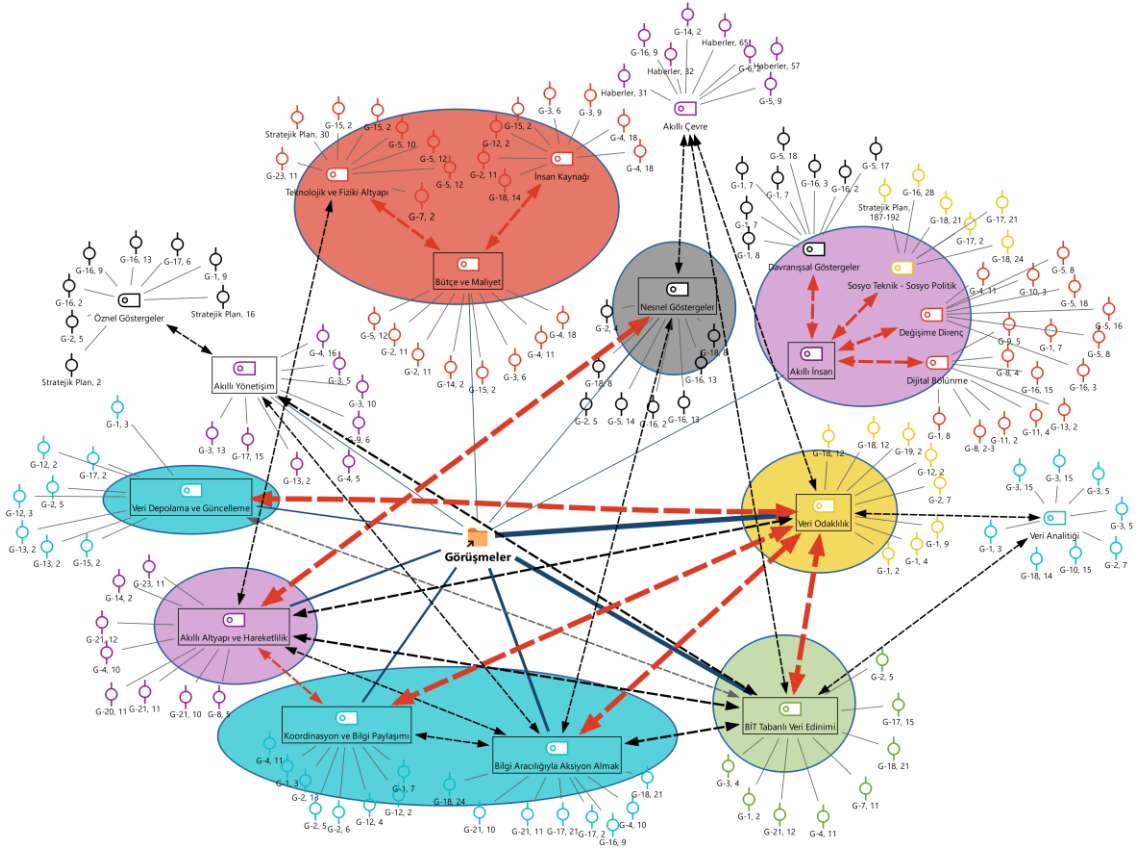 G-14, 2
G-16, 9
Haberler, 65
Haberler, 32
G-6, 2
Haberler, 57
Haberler, 31
G-5, 9
Akıllı Çevre
Stratejik Plan, 30
G-15, 2
G-15, 2
G-5, 10
G-5, 12
G-23, 11
G-5, 12
G-7, 2
Teknolojik ve Fiziki Altyapı
G-3, 6
G-3, 9
G-15, 2
G-12, 2
G-4, 18
G-2, 11
G-4, 18
G-18, 14
İnsan Kaynağı
Bütçe ve Maliyet
G-5, 12
G-2, 11
G-2, 11
G-14, 2
G-15, 2
G-3, 6
G-4, 11
G-4, 18
G-5, 18
G-5, 17
G-1, 7
G-16, 3
G-16, 2
G-1, 7
G-1, 7
G-1, 8
Davranışsal Göstergeler
G-16, 28
Stratejik Plan,
187-192
G-18, 21
G-17, 21
G-17, 2
G-18, 24
Sosyo Teknik - Sosyo Politik
G-5, 8
G-4, 11
G-10, 3
G-5, 18
G-5, 16
Değişime Direnç
G-9, 5
G-1, 7
G-5, 8
G-8, 4
G-16, 3
G-16, 15
Akıllı İnsan
Dijital Bölünme
G-1, 8
G-8, 2-3
G-11, 2
G-11, 4
G-13, 2
G-16, 9
G-16, 13
G-17, 6
G-1, 9
G-16, 2
Stratejik Plan, 16
Öznel Göstergeler
G-2, 5
Stratejik Plan, 2
Nesnel Göstergeler
G-2, 4
G-18, 8
G-18, 8
G-16, 13
G-2, 5
G-5, 14
G-16, 2
G-16, 13
Akıllı Yönetişim
G-4, 16
G-3, 5
G-3, 10
G-9, 6
G-3, 13
G-17, 15
G-13, 2
G-4, 5
G-1, 3
G-12, 2
G-17, 2
G-12, 3
G-2, 5
G-13, 2
G-15, 2
Veri Depolama ve Güncelleme
Görüşmeler
G-18, 12
G-18, 12
G-19, 2
G-12, 2
G-2, 7
Veri Odaklılık
G-1, 9
G-1, 4
G-1, 2
G-3, 15
G-3, 15
G-3, 5
G-3, 5
G-1, 3
Veri Analitiği
G-18, 14
G-10, 15
G-2, 7
G-23, 11
G-14, 2
G-21, 12
G-4, 10
Akıllı Altyapı ve Hareketlilik
G-20, 11
G-21, 11
G-21, 10
G-8, 5
Koordinasyon ve Bilgi Paylaşımı
G-4, 11
G-1, 3
G-2, 13
G-2, 5
G-2, 6
G-12, 4
G-12, 2
G-1, 7
Bilgi Aracılığıyla Aksiyon Almak
G-18, 24
G-21, 10
G-21, 11
G-17, 21
G-17, 2
G-16, 9
G-4, 10
G-18, 21
BİT Tabanlı Veri Edinimi
G-2, 5
G-17, 15
G-18, 21
G-7, 11
G-4, 11
G-21, 12
G-1, 2
G-3, 4